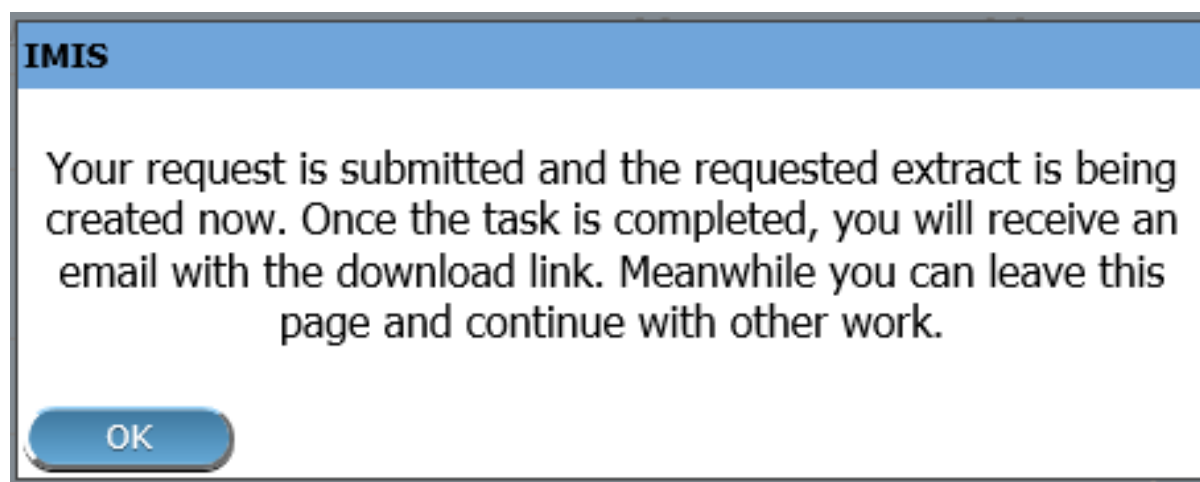 IMIS
Your request is submitted and the requested extract is being
created now. Once the task is completed, you will receive an
email with the download link. Meanwhile you can leave this
page and continue with other work.
OK